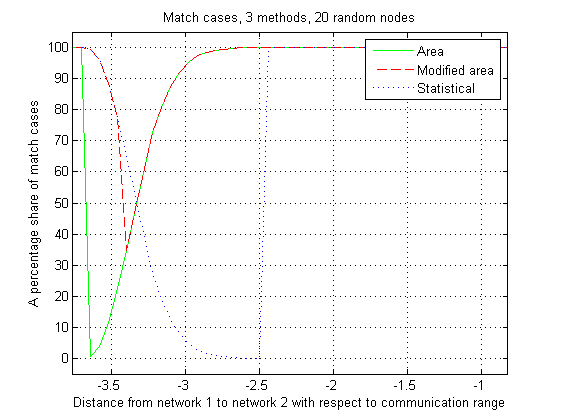 Match cases, 3 methods, 20 random nodes
Area
Modified area
Statistical
100
90
80
70
60
50
40
30
20
10
0
A percentage share of match cases
-3.5 -3 -2.5 -2 -1.5 -1
Distance from network 1 to network 2 with respect to communication range